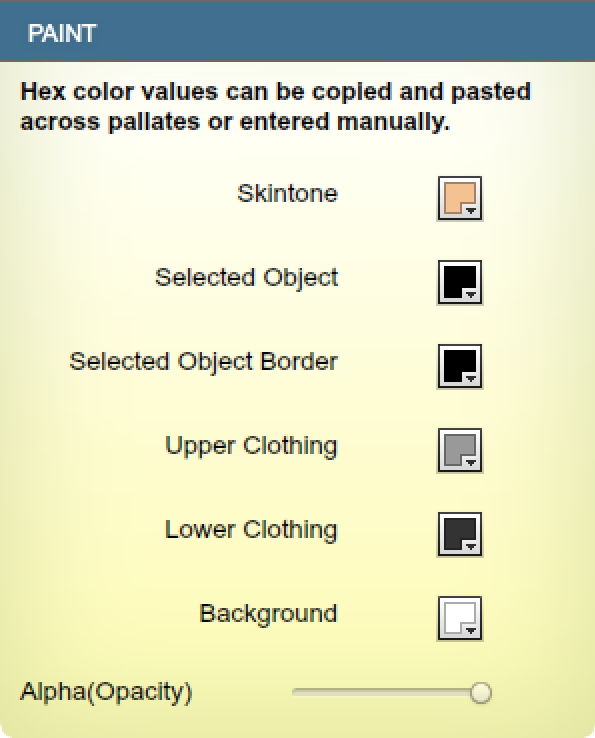 PAINT
Hex color values can be copied and pasted
across pallates or entered manually.
Skintone
Selected Object
Selected Object Border
Upper Clothing
Lower Clothing
Background
Alpha(Opacity)